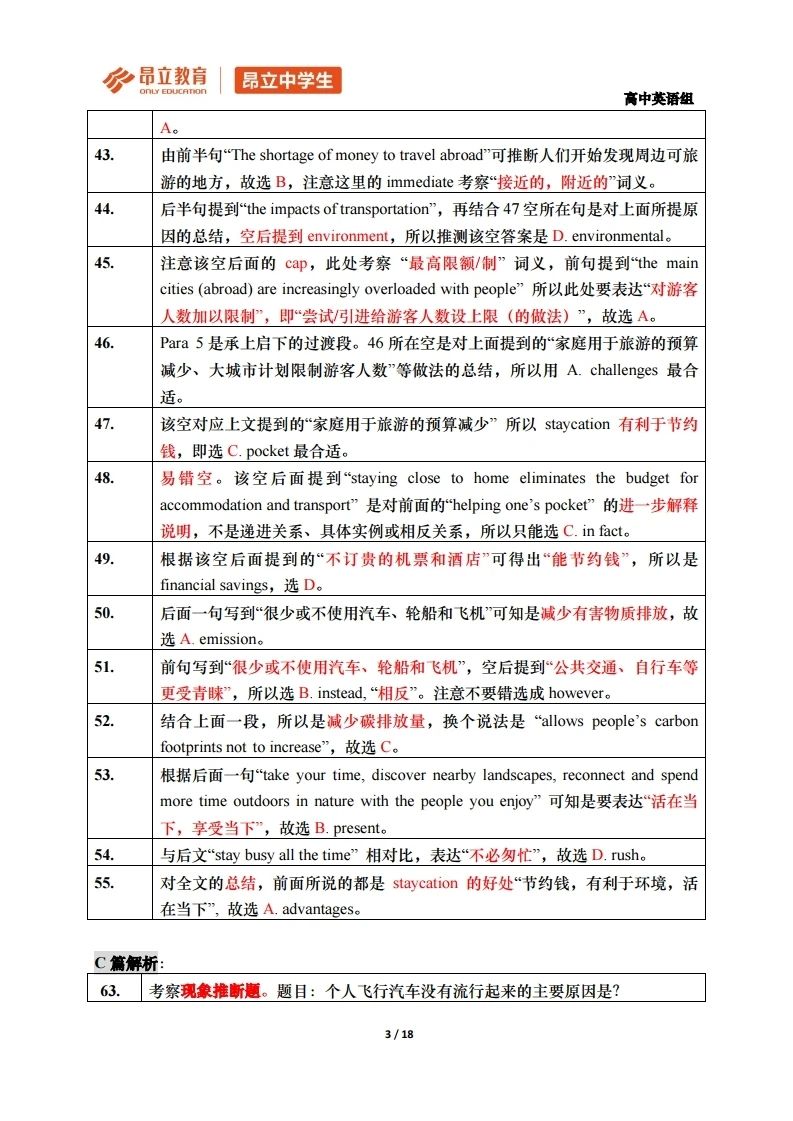 昂立教育
ONLY EDUCATION
昂立中学生
高中英语组
A。
43.
由前半句“The shortage of money to travel abroad”可推断人们开始发现周边可旅
游的地方，故选 B，注意这里的 immediate 考察“接近的，附近的”词义。
44.
后半句提到“the impacts of transportation”，再结合 47 空所在句是对上面所提原
因的总结，空后提到 environment，所以推测该空答案是 D. environmental。
45.
注意该空后面的 cap，此处考察 “最高限额/制” 词义，前句提到“the main
cities (abroad) are increasingly overloaded with people” 所以此处要表达“对游客
人数加以限制”，即“尝试/引进给游客人数设上限（的做法）”，故选 A。
46.
Para 5 是承上启下的过渡段。46 所在空是对上面提到的“家庭用于旅游的预算
减少、大城市计划限制游客人数”等做法的总结，所以用 A. challenges 最合
适。
47.
该空对应上文提到的“家庭用于旅游的预算减少” 所以 staycation 有利于节约
钱，即选 C. pocket 最合适。
48.
易错空。该空后面提到“staying close to home eliminates the budget for
accommodation and transport” 是对前面的“helping one’s pocket” 的进一步解释
说明，不是递进关系、具体实例或相反关系，所以只能选 C. in fact。
49.
根据该空后面提到的“不订贵的机票和酒店”可得出“能节约钱”，所以是
financial savings，选 D。
50.
后面一句写到“很少或不使用汽车、轮船和飞机”可知是减少有害物质排放，故
选 A. emission。
51.
前句写到“很少或不使用汽车、轮船和飞机”，空后提到“公共交通、自行车等
更受青睐”，所以选 B. instead, “相反”。注意不要错选成 however。
52.
结合上面一段，所以是减少碳排放量，换个说法是 “allows people’s carbon
footprints not to increase”，故选 C。
53.
根据后面一句“take your time, discover nearby landscapes, reconnect and spend
more time outdoors in nature with the people you enjoy” 可知是要表达“活在当
下，享受当下”，故选 B. present。
54.
与后文“stay busy all the time” 相对比，表达“不必匆忙”，故选 D. rush。
55.
对全文的总结，前面所说的都是 staycation 的好处“节约钱，有利于环境，活
在当下”, 故选 A. advantages。
C 篇解析：
63.
考察现象推断题。题目：个人飞行汽车没有流行起来的主要原因是？
3 / 18